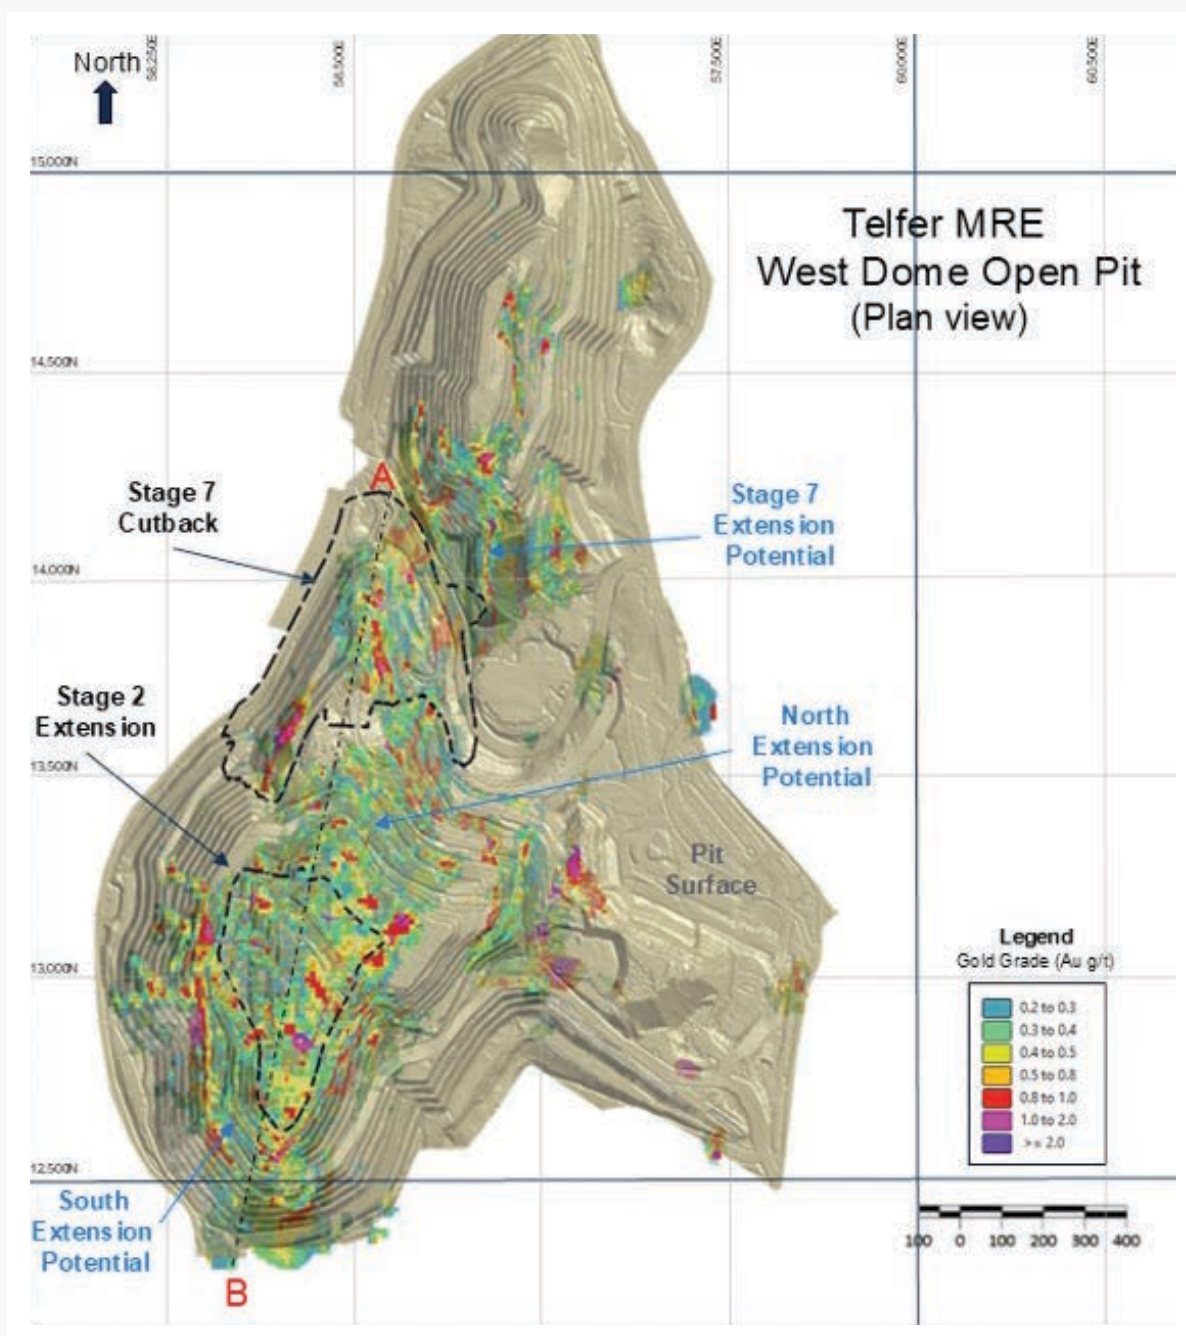 North
58,250E
58,500E
57,500E
60,000E
60,500E
15,000N
Telfer MRE
West Dome Open Pit
(Plan view)
14,500N
A
Stage 7
Cutback
Stage 7
Extension
Potential
14,000N
Stage 2
Extension
North
Extension
Potential
13,500N
Pit
Surface
Legend
Gold Grade (Au g/t)
13,000N
0.2 to 0.3
0.3 to 0.4
0.4 to 0.5
0.5 to 0.8
0.8 to 1.0
1.0 to 2.0
>= 2.0
12,500N
South
Extension
Potential
100 0 100 200 300 400
B